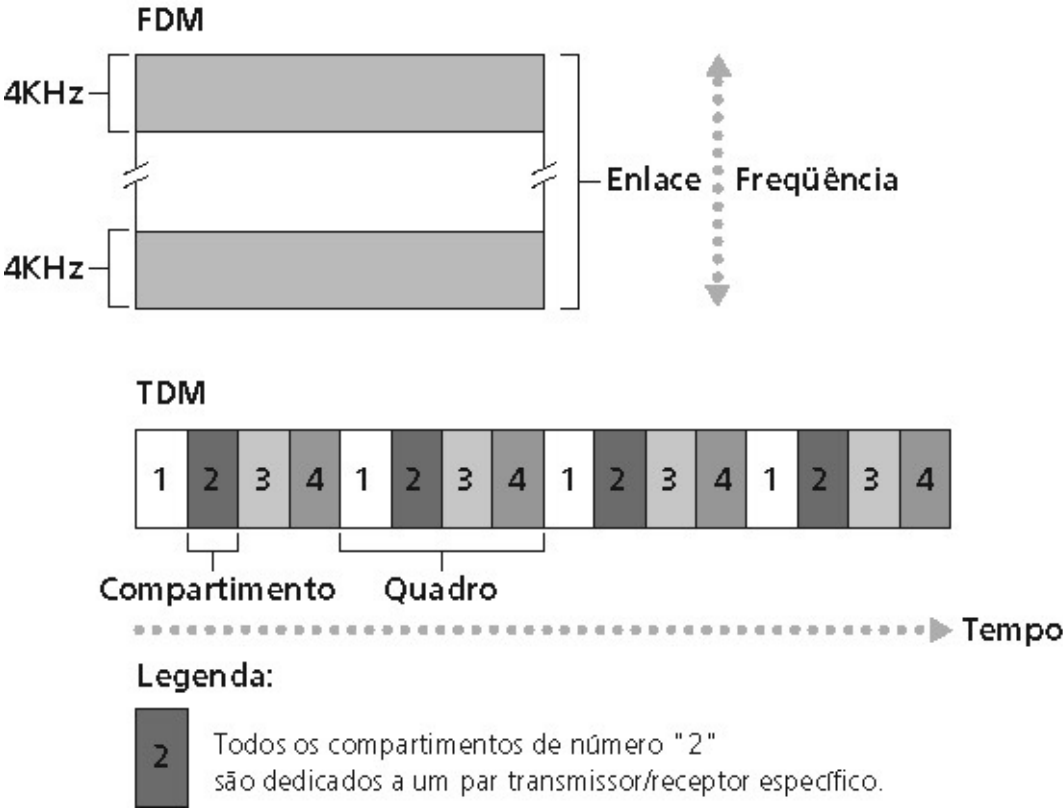 FDM
4KHz
Enlace
Freqüência
4KHz
TDM
1 2 3 4 1 2 3 4 1 2 3 4 1 2 3 4
Compartimento
Quadro
Tempo
Legenda:
2
Todos os compartimentos de número "2"
são dedicados a um par transmissor/receptor específico.